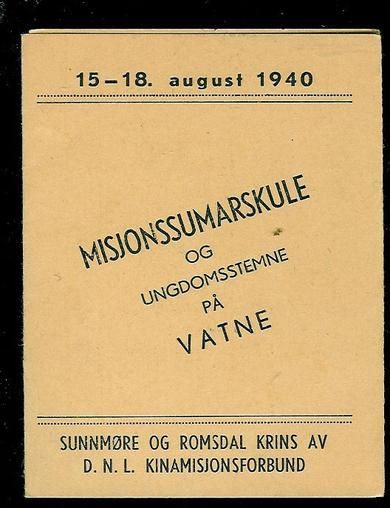 15-18. august 1940
MISJONSSUMARSKULE
OG
UNGDOMSSTEMNE
PÅ
VATNE
SUNNMØRE OG ROMSDAL KRINS AV
D. N. L. KINAMISJONSFORBUND